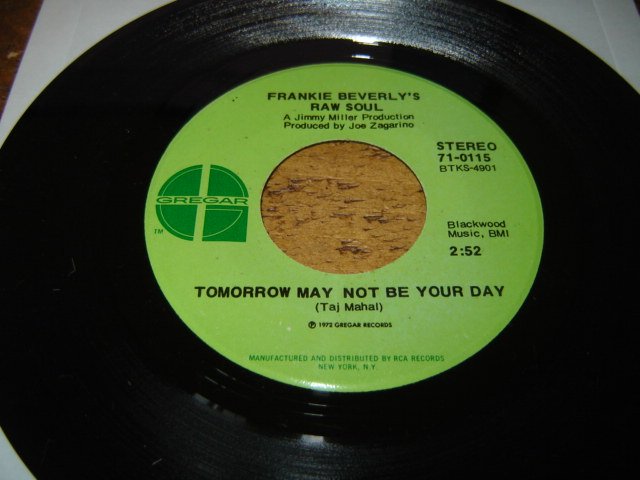 FRANKIE BEVERLY'S
RAW SOUL
A Jimmy Miller Production
Produced by Joe Zagarino
STEREO
71-0115
BTKS-4901
GREGAR
TM
Blackwood
Music, BMI
2:52
TOMORROW MAY NOT BE YOUR DAY
(Taj Mahal)
℗ 1972 GREGAR RECORDS
MANUFACTURED AND DISTRIBUTED BY RCA RECORDS
NEW YORK, N.Y.